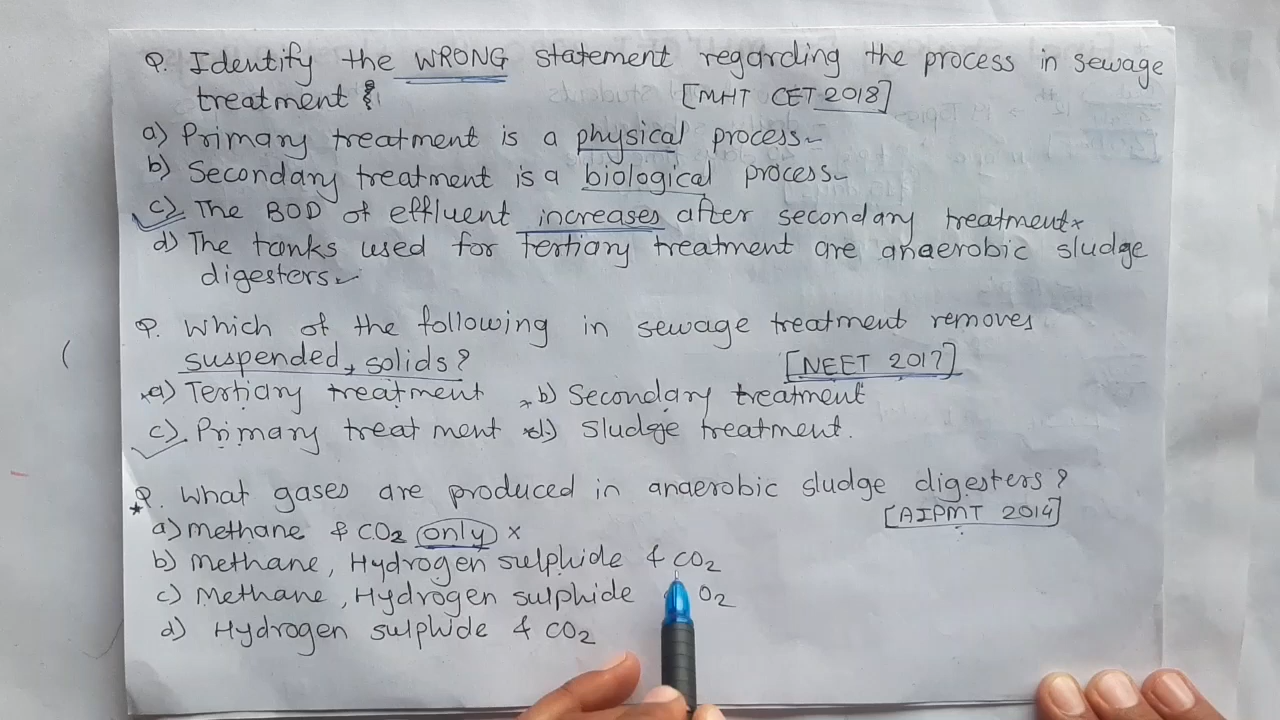 Q. Identify the WRONG statement regarding the process in sewage
treatment :
[MHT CET 2018]
a) Primary treatment is a physical process
b) Secondary treatment is a biological process
c) The BOD of effluent increases after secondary treatment ×
d) The tanks used for tertiary treatment are anaerobic sludge
digesters
Q. Which of the following in sewage treatment removes
suspended solids?
[NEET 2017]
a) Tertiary treatment b) Secondary treatment
c) Primary treatment d) Sludge treatment.
Q. What gases are produced in anaerobic sludge digesters?
[AIPMT 2014]
a) methane & CO2 only ×
b) Methane, Hydrogen sulphide & CO2
c) Methane, Hydrogen sulphide O2
d) Hydrogen sulphide & CO2